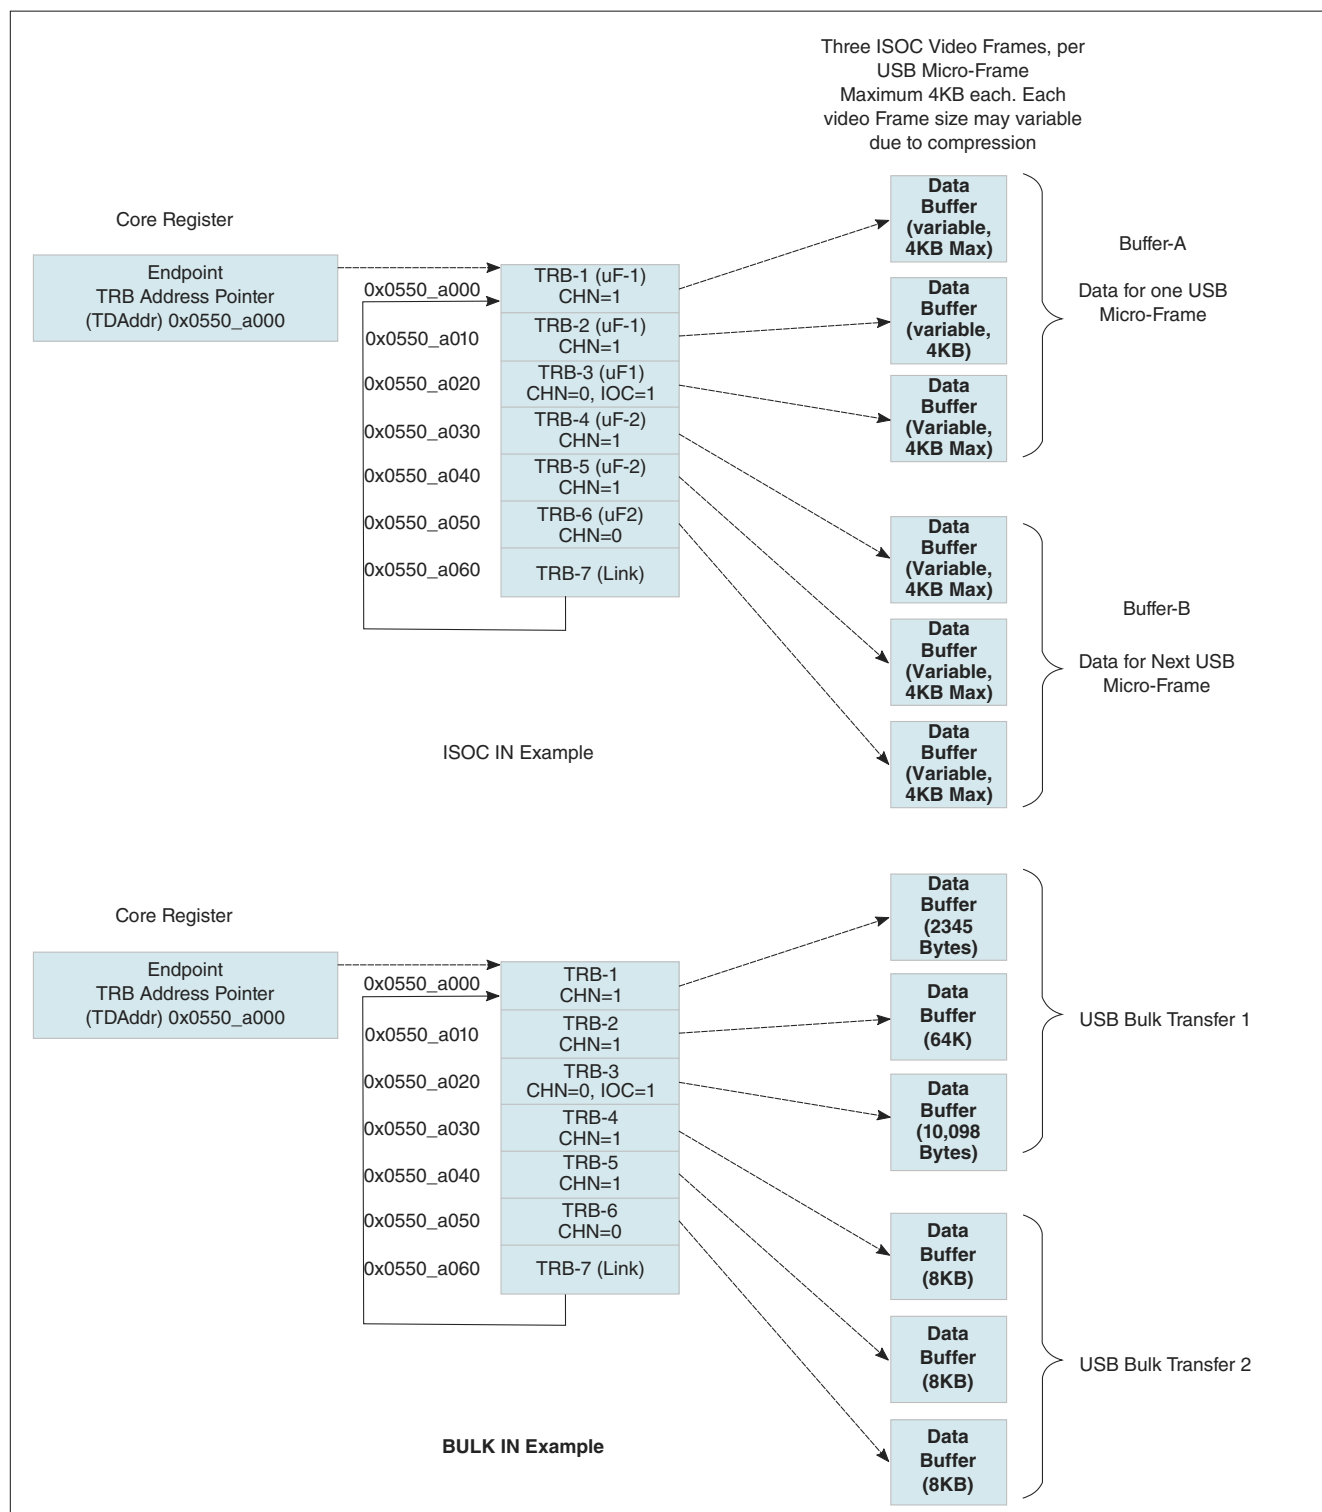 Three ISOC Video Frames, per
USB Micro-Frame
Maximum 4KB each. Each
video Frame size may variable
due to compression
Core Register
Endpoint
TRB Address Pointer
(TDAddr) 0x0550_a000
0x0550_a000
TRB-1 (uF-1)
CHN=1
0x0550_a010
TRB-2 (uF-1)
CHN=1
0x0550_a020
TRB-3 (uF1)
CHN=0, IOC=1
0x0550_a030
TRB-4 (uF-2)
CHN=1
0x0550_a040
TRB-5 (uF-2)
CHN=1
0x0550_a050
TRB-6 (uF2)
CHN=0
0x0550_a060
TRB-7 (Link)
Data
Buffer
(variable,
4KB Max)
Data
Buffer
(variable,
4KB)
Data
Buffer
(Variable,
4KB Max)
Buffer-A
Data for one USB
Micro-Frame
Data
Buffer
(Variable,
4KB Max)
Data
Buffer
(Variable,
4KB Max)
Data
Buffer
(Variable,
4KB Max)
Buffer-B
Data for Next USB
Micro-Frame
ISOC IN Example
Core Register
Endpoint
TRB Address Pointer
(TDAddr) 0x0550_a000
0x0550_a000
TRB-1
CHN=1
0x0550_a010
TRB-2
CHN=1
0x0550_a020
TRB-3
CHN=0, IOC=1
0x0550_a030
TRB-4
CHN=1
0x0550_a040
TRB-5
CHN=1
0x0550_a050
TRB-6
CHN=0
0x0550_a060
TRB-7 (Link)
Data
Buffer
(2345
Bytes)
Data
Buffer
(64K)
Data
Buffer
(10,098
Bytes)
USB Bulk Transfer 1
Data
Buffer
(8KB)
Data
Buffer
(8KB)
Data
Buffer
(8KB)
USB Bulk Transfer 2
BULK IN Example